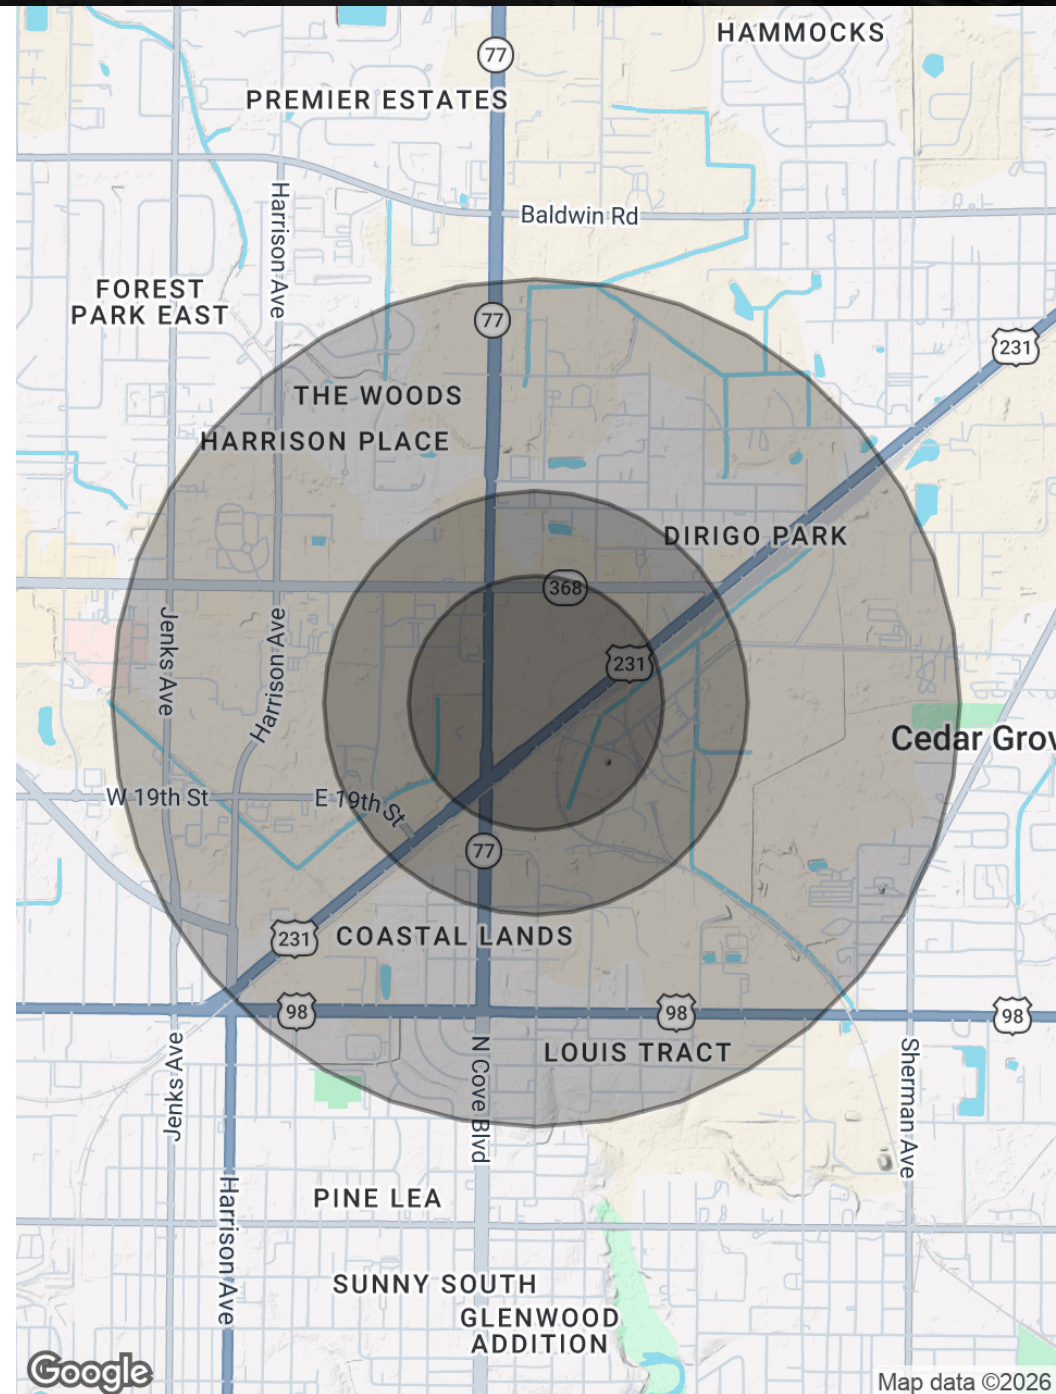 HAMMOCKS
77
PREMIER ESTATES
Harrison Ave
Baldwin Rd
FOREST
PARK EAST
77
231
THE WOODS
HARRISON PLACE
DIRIGO PARK
368
Jenks Ave
Harrison Ave
231
Cedar Grov
W 19th St
E 19th St
77
231
COASTAL LANDS
98
98
98
LOUIS TRACT
Jenks Ave
N Cove Blvd
Sherman Ave
PINE LEA
Harrison Ave
SUNNY SOUTH
GLENWOOD
ADDITION
Google
Map data ©2026